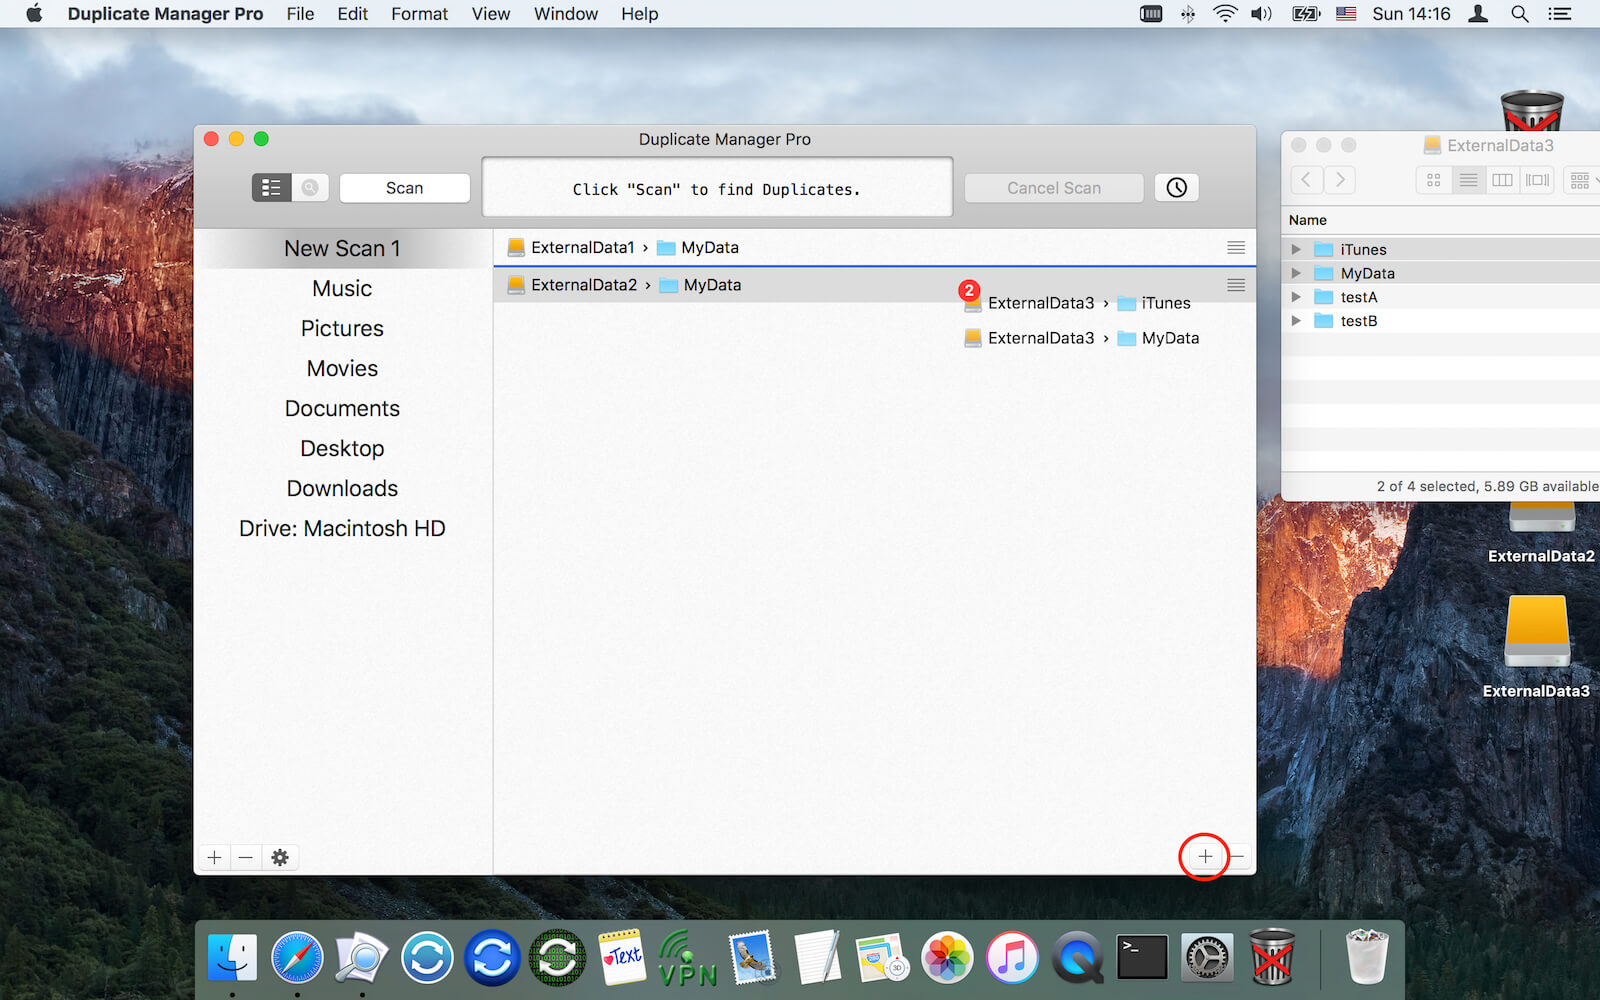 Duplicate Manager Pro File Edit Format View Window Help Sun 14:16
Duplicate Manager Pro
Scan Click "Scan" to find Duplicates. Cancel Scan
New Scan 1
Music
Pictures
Movies
Documents
Desktop
Downloads
Drive: Macintosh HD
ExternalData1 › MyData
ExternalData2 › MyData
2
ExternalData3 › iTunes
ExternalData3 › MyData
ExternalData3
Name
iTunes
MyData
testA
testB
2 of 4 selected, 5.89 GB available
ExternalData2
ExternalData3
Text
VPN
3D
>_